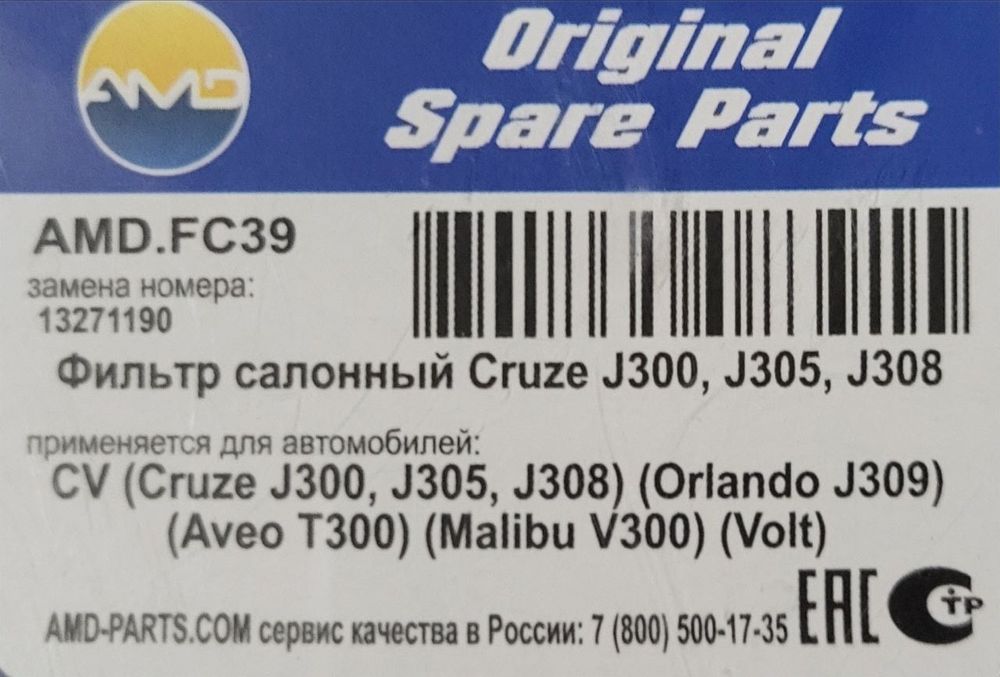 AMD
Original
Spare Parts
AMD.FC39
замена номера:
13271190
Фильтр салонный Cruze J300, J305, J308
применяется для автомобилей:
CV (Cruze J300, J305, J308) (Orlando J309)
(Aveo T300) (Malibu V300) (Volt)
AMD-PARTS.COM сервис качества в России: 7 (800) 500-17-35 EAC СТР